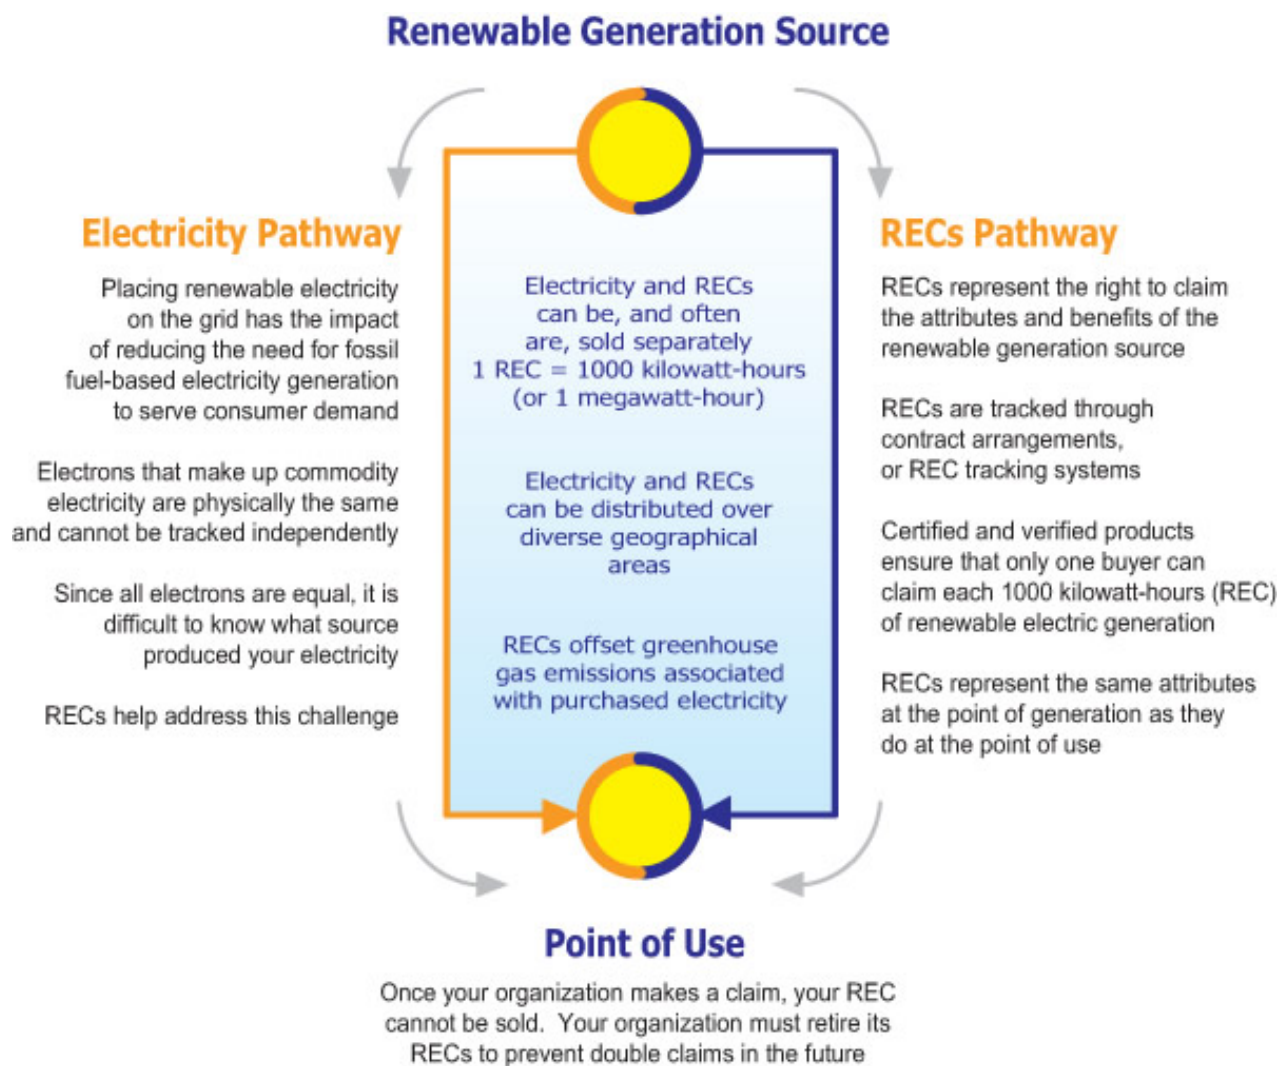 Renewable Generation Source
Electricity Pathway
Placing renewable electricity
on the grid has the impact
of reducing the need for fossil
fuel-based electricity generation
to serve consumer demand
Electrons that make up commodity
electricity are physically the same
and cannot be tracked independently
Since all electrons are equal, it is
difficult to know what source
produced your electricity
RECs help address this challenge
Electricity and RECs
can be, and often
are, sold separately
1 REC = 1000 kilowatt-hours
(or 1 megawatt-hour)
Electricity and RECs
can be distributed over
diverse geographical
areas
RECs offset greenhouse
gas emissions associated
with purchased electricity
RECs Pathway
RECs represent the right to claim
the attributes and benefits of the
renewable generation source
RECs are tracked through
contract arrangements,
or REC tracking systems
Certified and verified products
ensure that only one buyer can
claim each 1000 kilowatt-hours (REC)
of renewable electric generation
RECs represent the same attributes
at the point of generation as they
do at the point of use
Point of Use
Once your organization makes a claim, your REC
cannot be sold.  Your organization must retire its
RECs to prevent double claims in the future